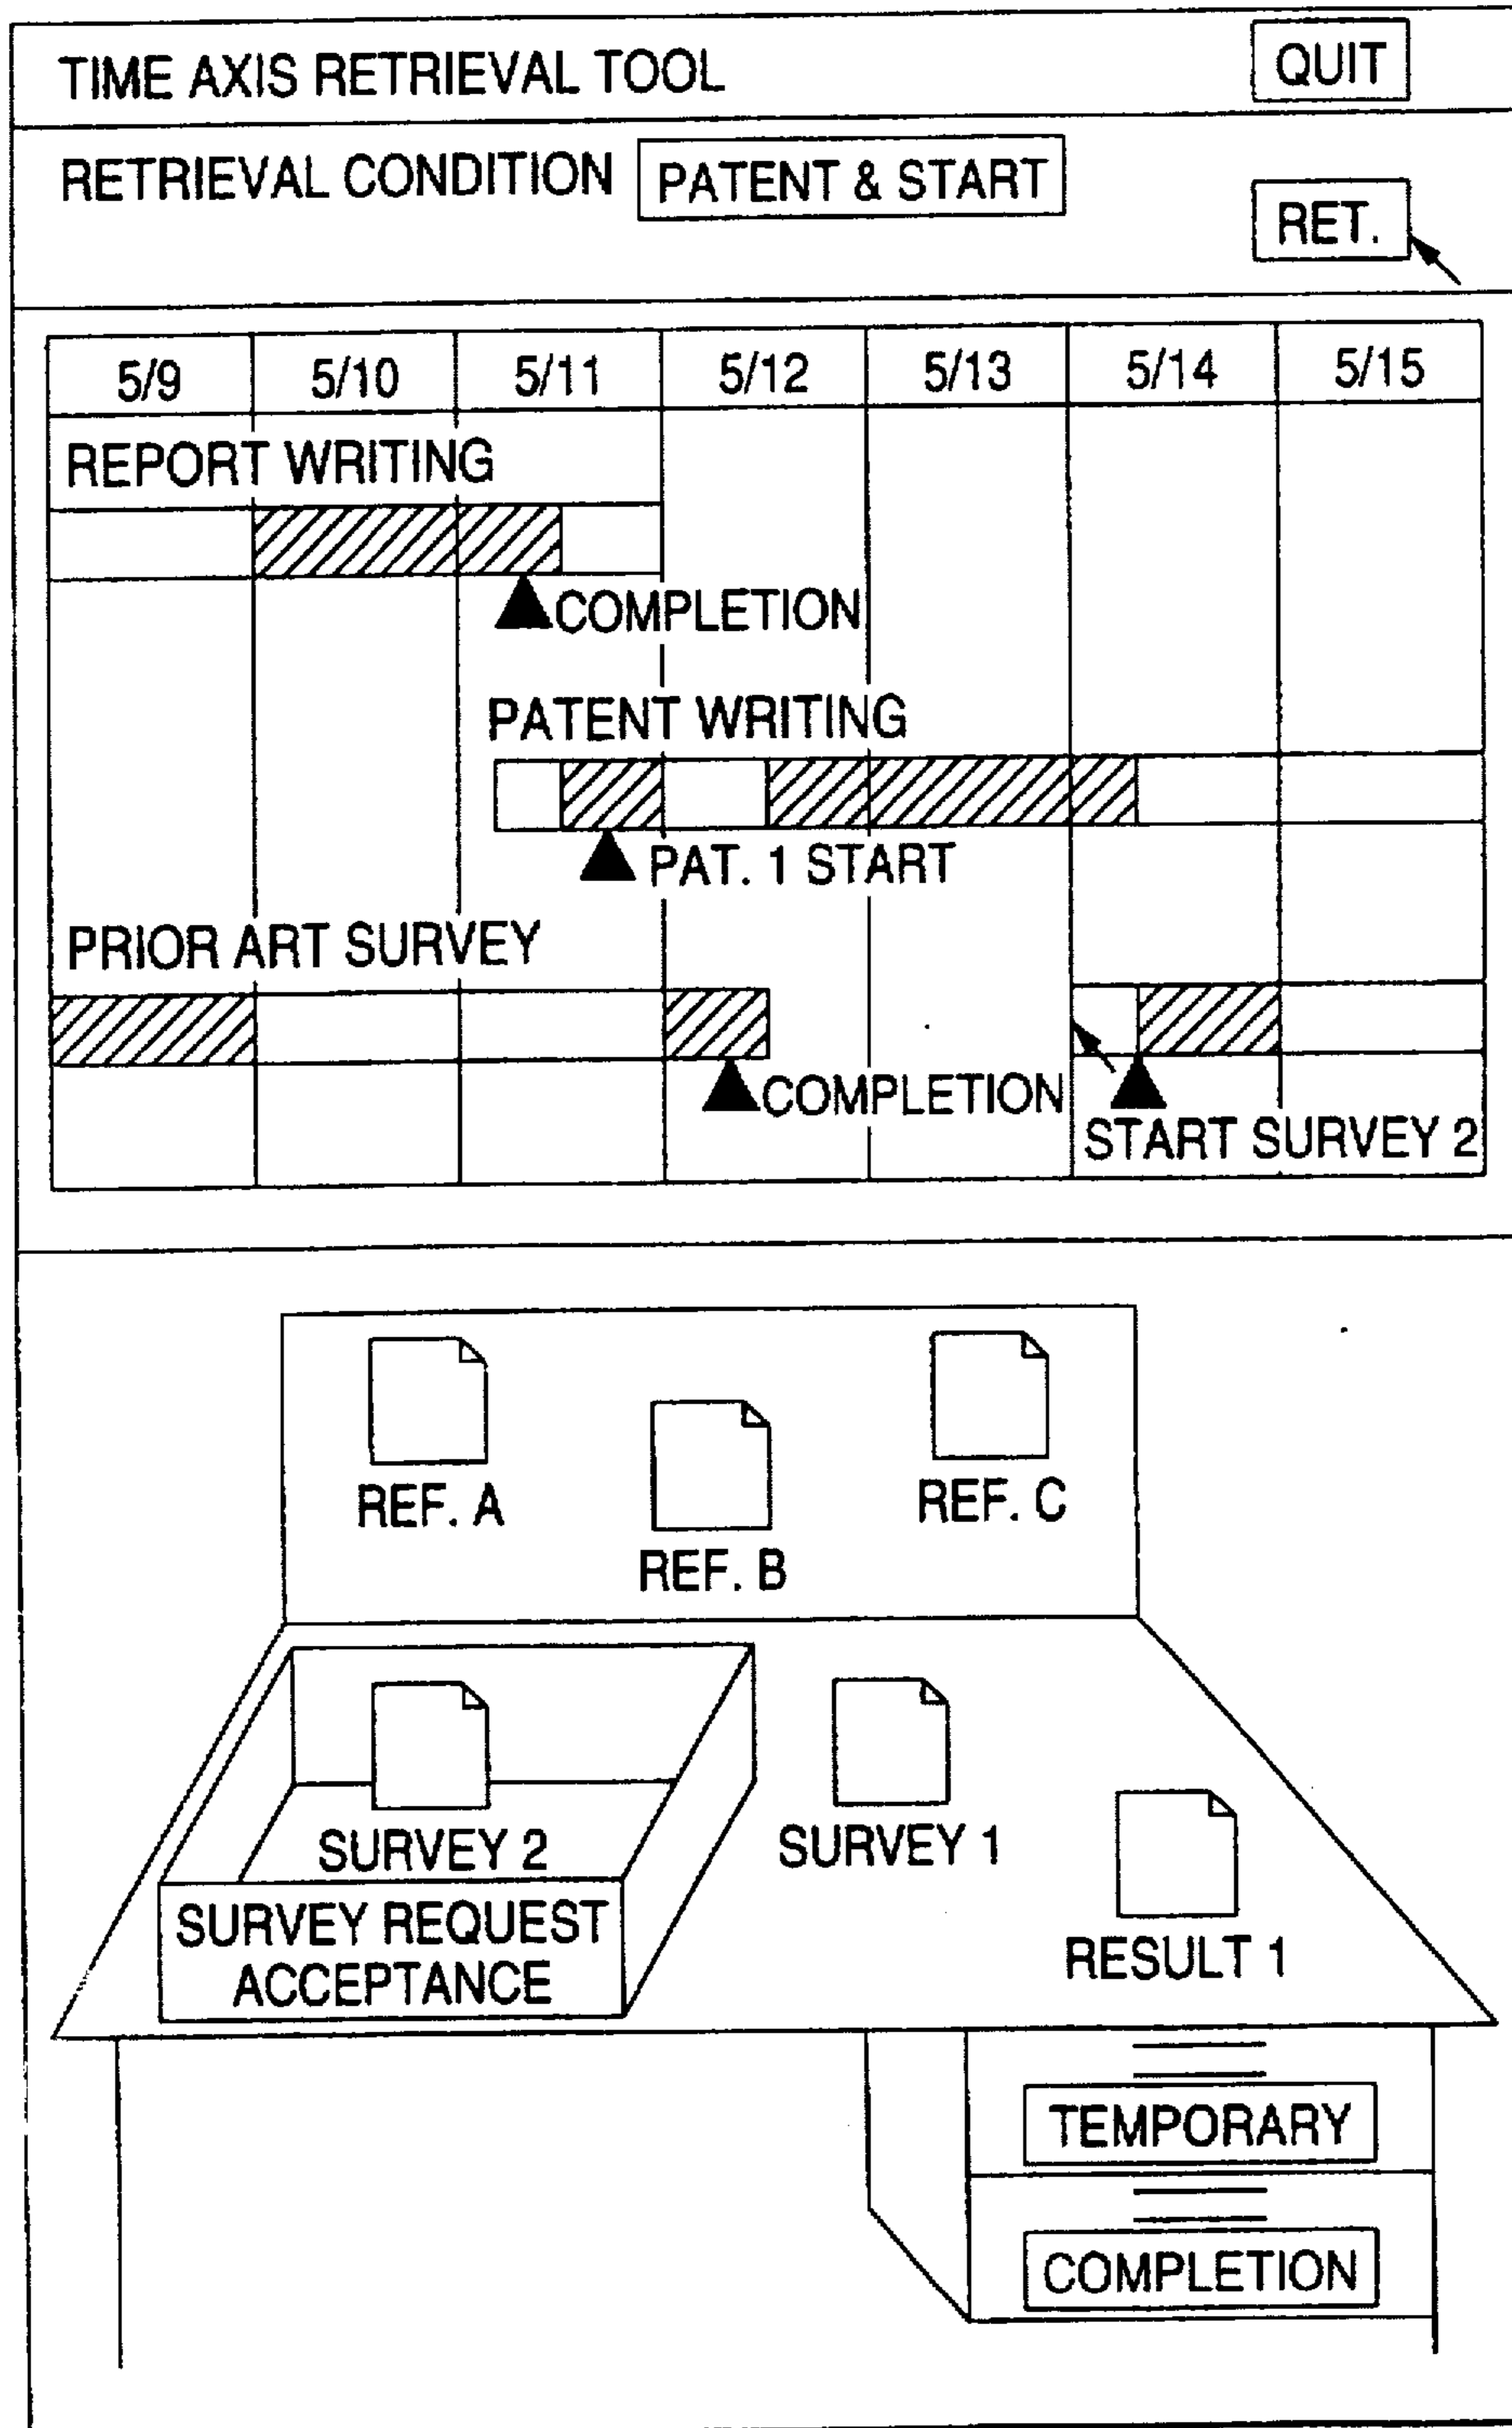 TIME AXIS RETRIEVAL TOOL
QUIT
RETRIEVAL CONDITION
PATENT & START
RET.
5/9 5/10 5/11 5/12 5/13 5/14 5/15
REPORT WRITING
COMPLETION
PATENT WRITING
PAT. 1 START
PRIOR ART SURVEY
COMPLETION
START SURVEY 2
REF. A
REF. C
REF. B
SURVEY 2
SURVEY 1
SURVEY REQUEST
ACCEPTANCE
RESULT 1
TEMPORARY
COMPLETION